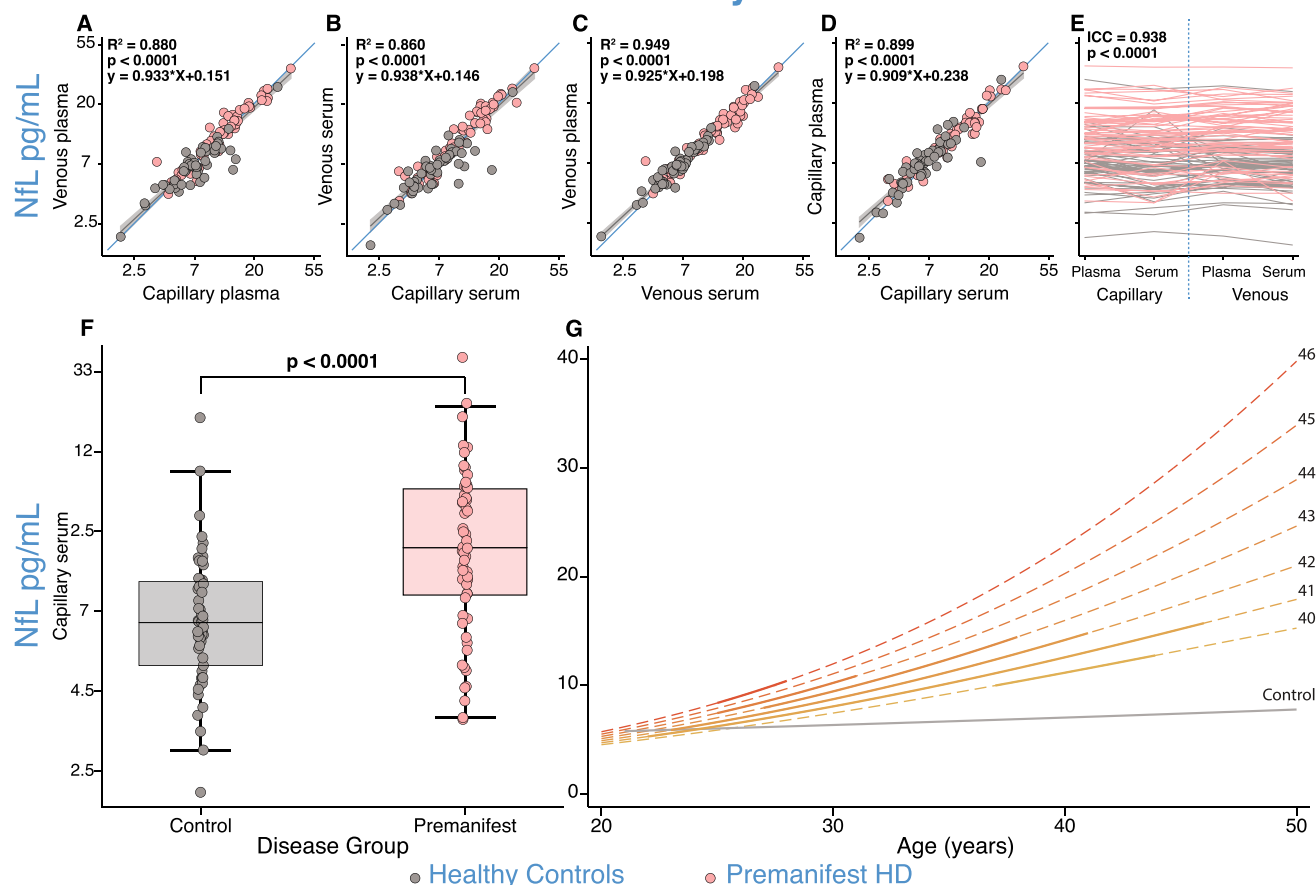 A
B
C
D
E
NfL pg/mL
R² = 0.880
p < 0.0001
y = 0.933*X+0.151
Venous plasma
55
20
7
2.5
2.5
7
20
55
Capillary plasma
R² = 0.860
p < 0.0001
y = 0.938*X+0.146
Venous serum
2.5
7
20
55
Capillary serum
R² = 0.949
p < 0.0001
y = 0.925*X+0.198
Venous plasma
2.5
7
20
55
Venous serum
R² = 0.899
p < 0.0001
y = 0.909*X+0.238
Capillary plasma
2.5
7
20
55
Capillary serum
ICC = 0.938
p < 0.0001
Plasma Serum Plasma Serum
Capillary Venous
F
NfL pg/mL
Capillary serum
33
12
2.5
7
4.5
2.5
p < 0.0001
Control Premanifest
Disease Group
G
40
30
20
10
0
46
45
44
43
42
41
40
Control
20 30 40 50
Age (years)
Healthy Controls Premanifest HD